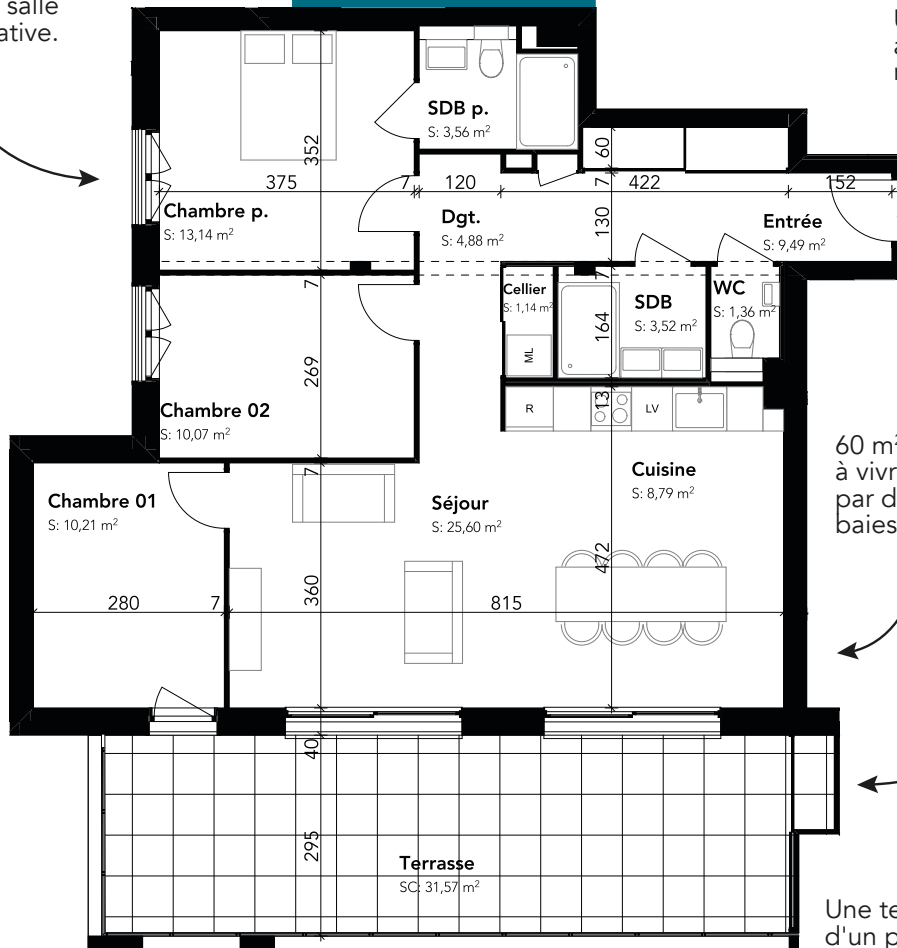 salle
ative.
SDB p.
S: 3,56 m²
60
352
375
7
120
7
422
152
Chambre p.
S: 13,14 m²
Dgt.
S: 4,88 m²
130
Entrée
S: 9,49 m²
7
7
Cellier
S: 1,14 m²
SDB
S: 3,52 m²
WC
S: 1,36 m²
164
ML
269
13
R
LV
Chambre 02
S: 10,07 m²
60 m²
à vivr
par d
baies
7
Cuisine
S: 8,79 m²
Chambre 01
S: 10,21 m²
Séjour
S: 25,60 m²
472
360
280
7
815
40
295
Terrasse
SC: 31,57 m²
Une te
d'un p